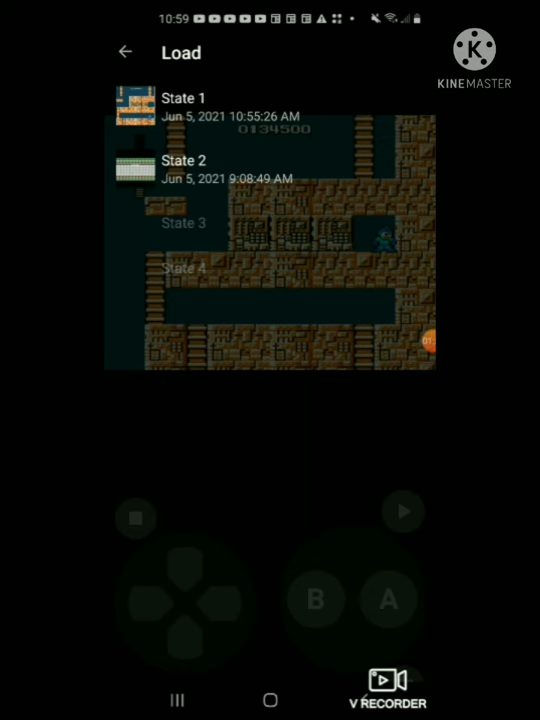 10:59
Load
KINEMASTER
State 1
Jun 5, 2021 10:55:26 AM
0134500
State 2
Jun 5, 2021 9:08:49 AM
State 3
State 4
B
A
V RECORDER